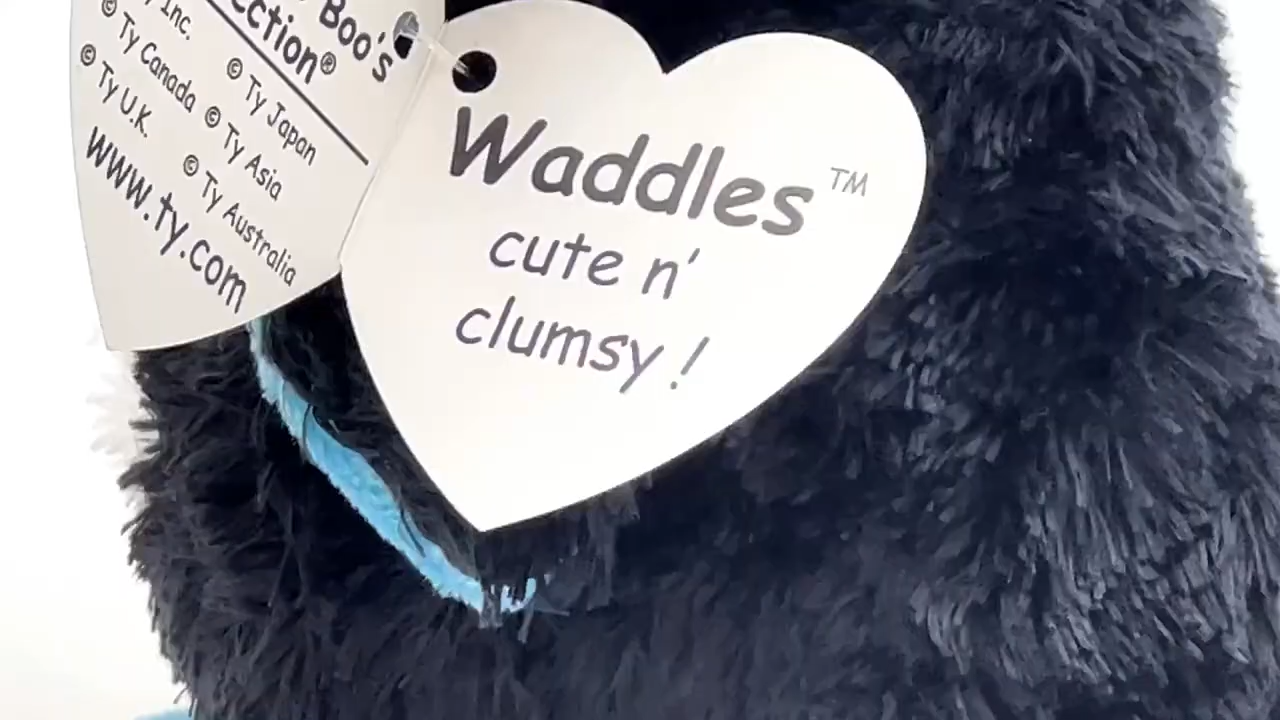 Boo's
ection®
Inc.
© Ty Canada
© Ty Japan
© Ty U.K.
© Ty Asia
© Ty Australia
www.ty.com
Waddles™
cute n'
clumsy !